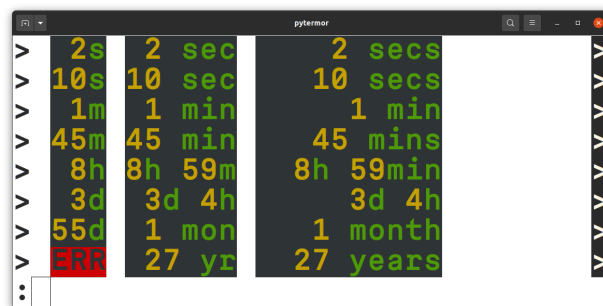 pytermor
> 2s 2 sec 2 secs >
> 10s 10 sec 10 secs >
> 1m 1 min 1 min >
> 45m 45 min 45 mins >
> 8h 8h 59m 8h 59min >
> 3d 3d 4h 3d 4h >
> 55d 1 mon 1 month >
> ERR 27 yr 27 years >
: